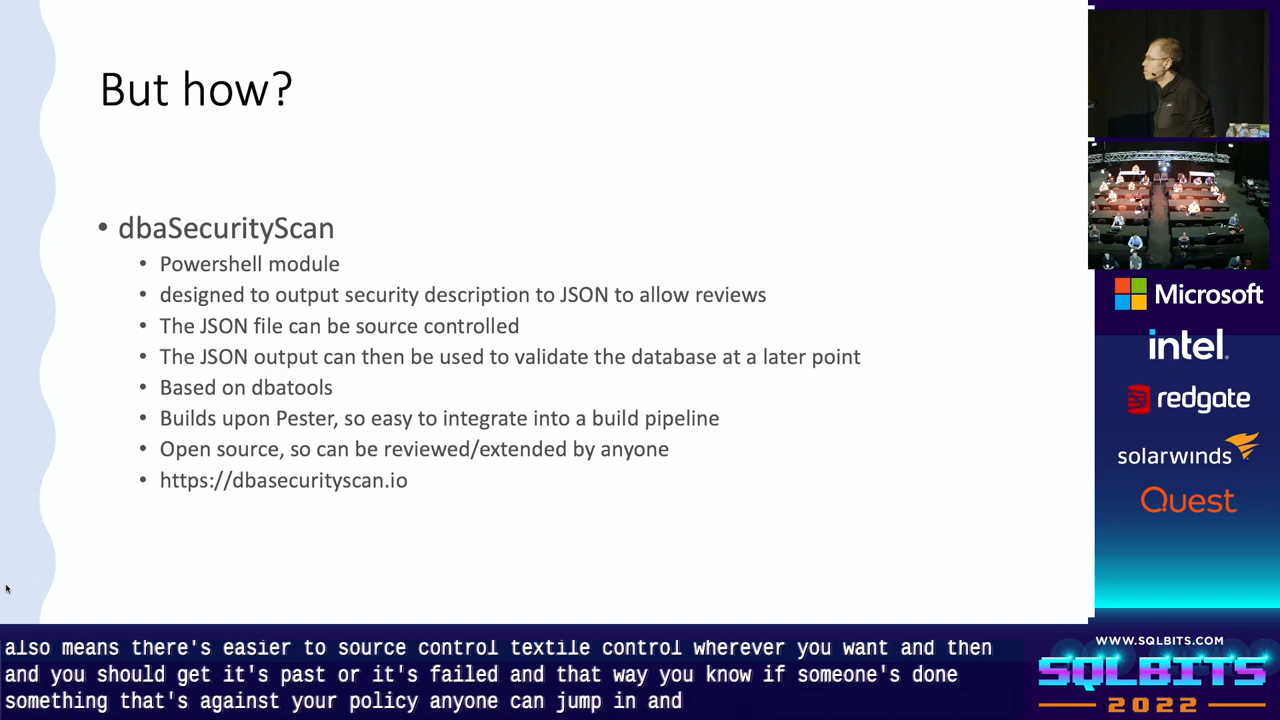 But how?
• dbaSecurityScan
• Powershell module
• designed to output security description to JSON to allow reviews
• The JSON file can be source controlled
• The JSON output can then be used to validate the database at a later point
• Based on dbatools
• Builds upon Pester, so easy to integrate into a build pipeline
• Open source, so can be reviewed/extended by anyone
• https://dbasecurityscan.io
Microsoft
intel.
redgate
solarwinds
Quest
WWW.SQLBITS.COM
SQLBITS
2022
also means there's easier to source control textile control wherever you want and then
and you should get it's past or it's failed and that way you know if someone's done
something that's against your policy anyone can jump in and